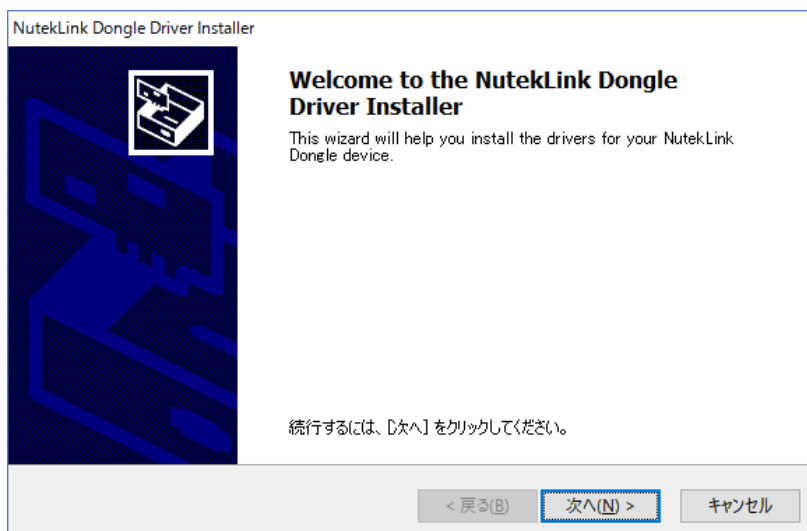 NutekLink Dongle Driver Installer
Welcome to the NutekLink Dongle
Driver Installer
This wizard will help you install the drivers for your NutekLink
Dongle device.
続行するには、[次へ] をクリックしてください。
< 戻る(B)
次へ(N) >
キャンセル